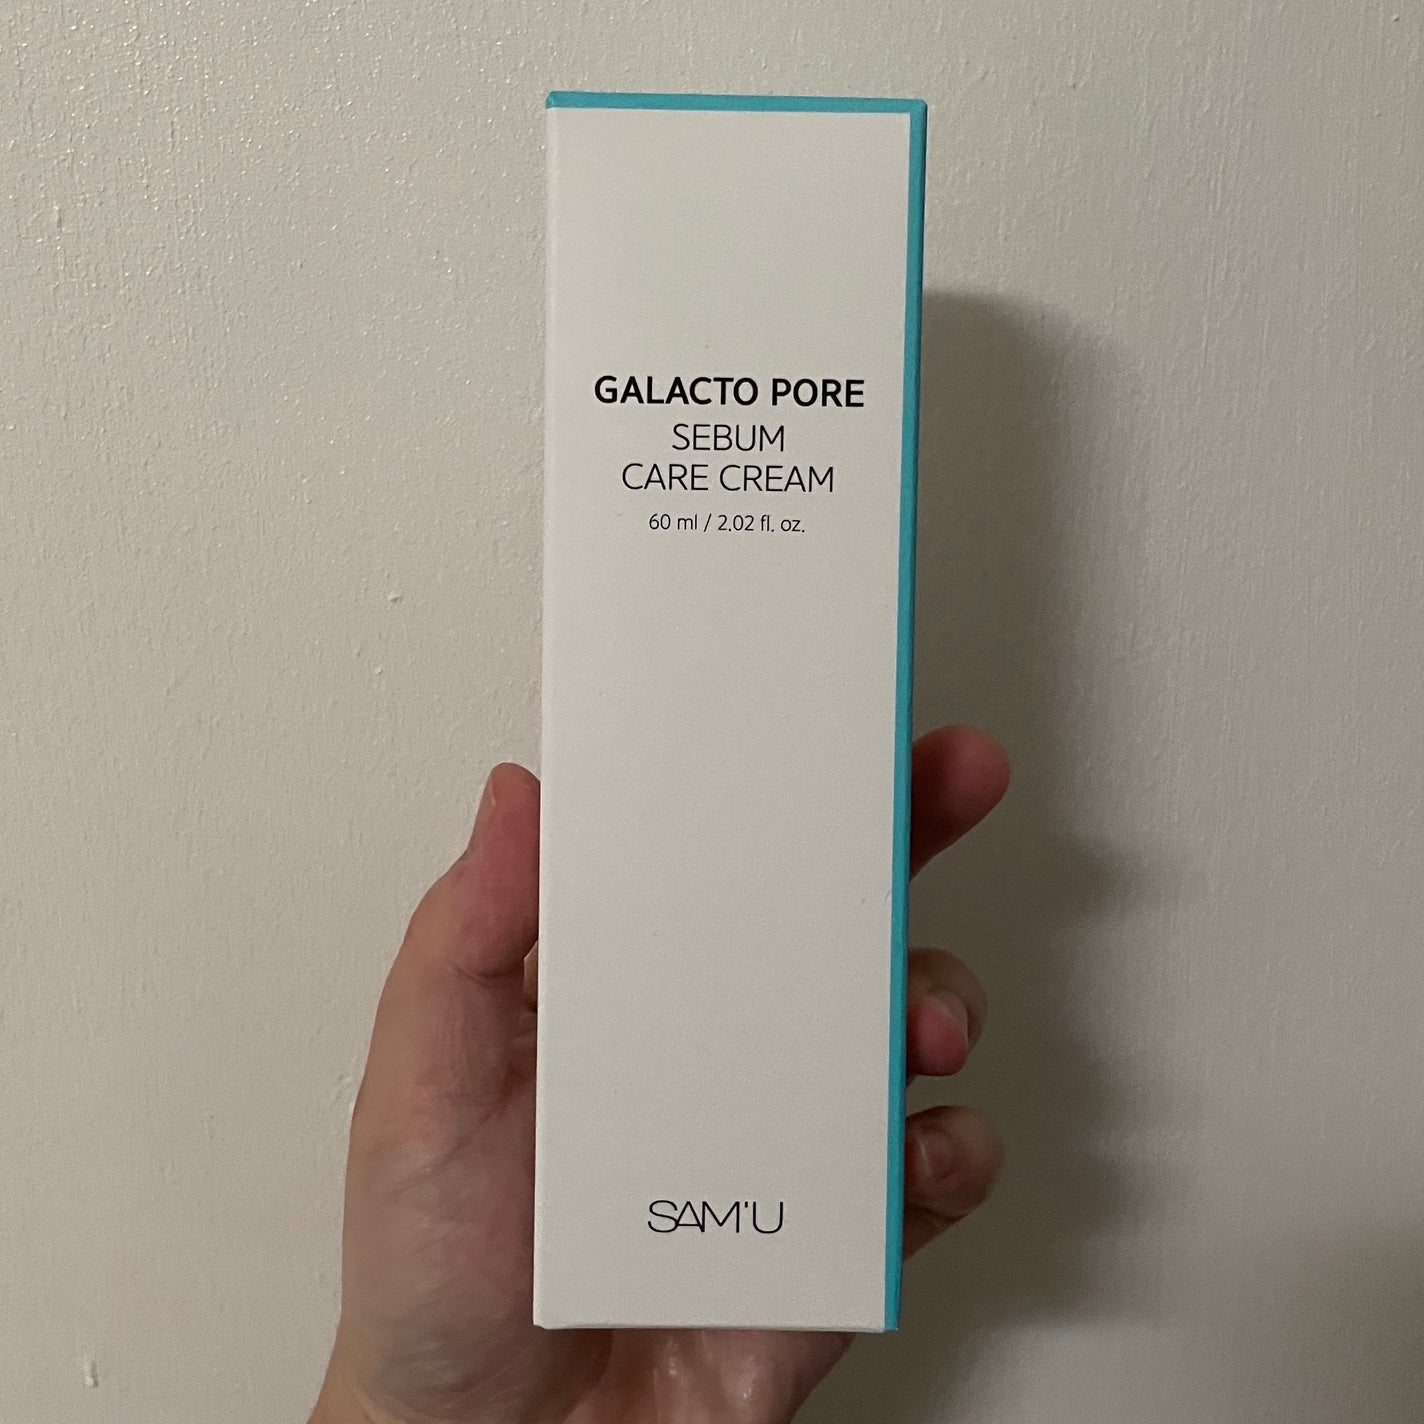 GALACTO PORE
SEBUM
CARE CREAM
60 ml / 2.02 fl. oz.
SAM'U